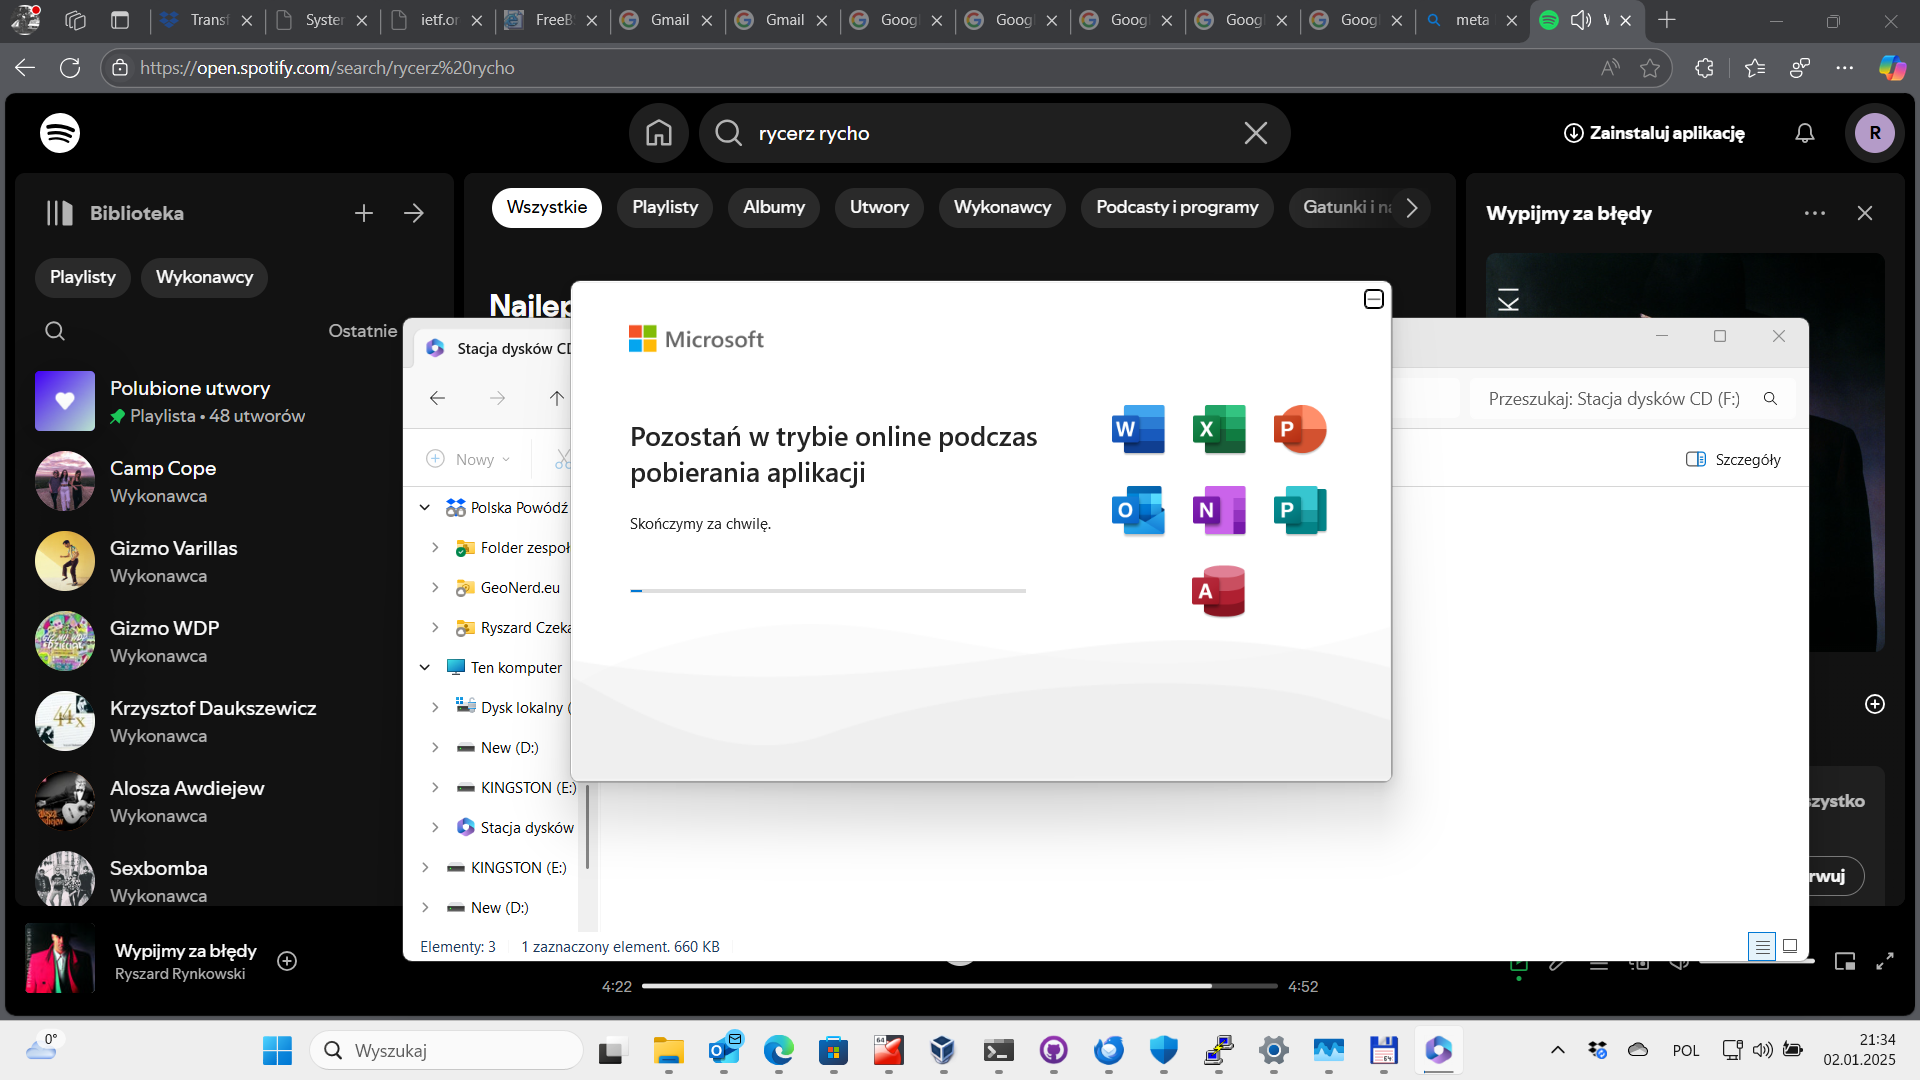 Transf
Syster
ietf.or
FreeB
Gmail
Gmail
Googl
Googl
Googl
Googl
Googl
meta
https://open.spotify.com/search/rycerz%20rycho
rycerz rycho
Zainstaluj aplikację
R
Biblioteka
Playlisty
Wykonawcy
Ostatnie
Polubione utwory
Playlista • 48 utworów
Camp Cope
Wykonawca
Gizmo Varillas
Wykonawca
Gizmo WDP
Wykonawca
Krzysztof Daukszewicz
Wykonawca
Alosza Awdiejew
Wykonawca
Sexbomba
Wykonawca
Wszystkie
Playlisty
Albumy
Utwory
Wykonawcy
Podcasty i programy
Gatunki i na
Najlep
Wypijmy za błędy
KI
szystko
rwuj
Stacja dysków CD
Przeszukaj: Stacja dysków CD (F:)
Nowy
Szczegóły
Polska Powódź
Folder zespoł
GeoNerd.eu
Ryszard Czeka
Ten komputer
Dysk lokalny (
New (D:)
KINGSTON (E:)
Stacja dysków
KINGSTON (E:)
New (D:)
Elementy: 3
1 zaznaczony element. 660 KB
Microsoft
Pozostań w trybie online podczas
pobierania aplikacji
Skończymy za chwilę.
W
X
P
O
N
P
A
Wypijmy za błędy
Ryszard Rynkowski
4:22
4:52
0°
Wyszukaj
64
POL
21:34
02.01.2025